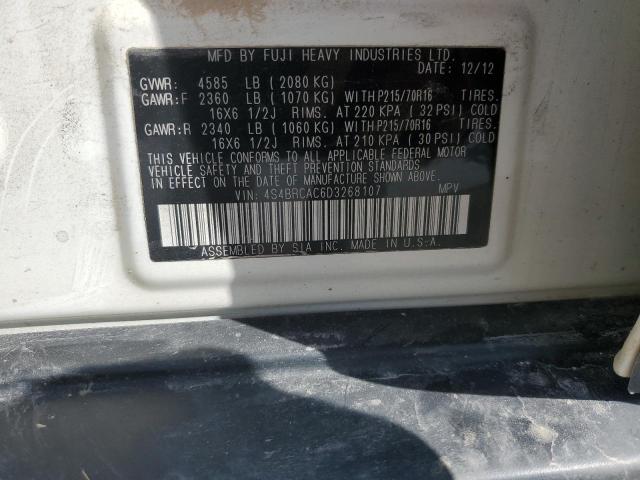 MFD BY FUJI HEAVY INDUSTRIES LTD.
DATE: 12/12
GVWR: 4585 LB ( 2080 KG)
GAWR:F 2360 LB ( 1070 KG) WITH P215/70R16 TIRES.
16X6 1/2J RIMS. AT 220 KPA ( 32 PSI) COLD
GAWR:R 2340 LB ( 1060 KG) WITH P215/70R16 TIRES.
16X6 1/2J RIMS. AT 210 KPA ( 30 PSI) COLD
THIS VEHICLE CONFORMS TO ALL APPLICABLE FEDERAL MOTOR
VEHICLE SAFETY AND THEFT PREVENTION STANDARDS
IN EFFECT ON THE DATE OF MANUFACTURE SHOWN ABOVE.
VIN: 4S4BRCAC6D3268107 MPV
ASSEMBLED BY SIA INC. MADE IN U.S.A.